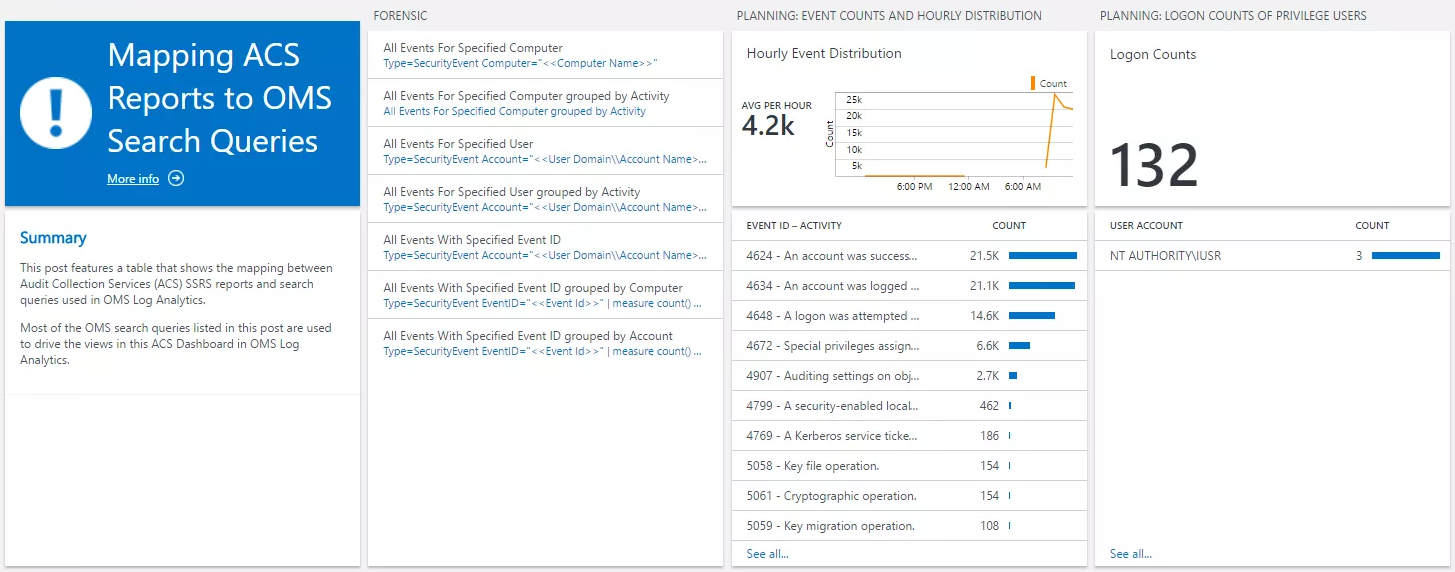 Mapping ACS
Reports to OMS
Search Queries
More info
Summary
This post features a table that shows the mapping between
Audit Collection Services (ACS) SSRS reports and search
queries used in OMS Log Analytics.
Most of the OMS search queries listed in this post are used
to drive the views in this ACS Dashboard in OMS Log
Analytics.
FORENSIC
All Events For Specified Computer
Type=SecurityEvent Computer="<<Computer Name>>"
All Events For Specified Computer grouped by Activity
All Events For Specified Computer grouped by Activity
All Events For Specified User
Type=SecurityEvent Account="<<User Domain\\Account Name>...
All Events For Specified User grouped by Activity
Type=SecurityEvent Account="<<User Domain\\Account Name>...
All Events With Specified Event ID
Type=SecurityEvent Account="<<User Domain\\Account Name>...
All Events With Specified Event ID grouped by Computer
Type=SecurityEvent EventID="<<Event Id>>" | measure count() ...
All Events With Specified Event ID grouped by Account
Type=SecurityEvent EventID="<<Event Id>>" | measure count() ...
PLANNING: EVENT COUNTS AND HOURLY DISTRIBUTION
Hourly Event Distribution
Count
AVG PER HOUR
4.2k
Count
25k
20k
15k
10k
5k
6:00 PM 12:00 AM 6:00 AM
EVENT ID – ACTIVITY COUNT
4624 - An account was success... 21.5K
4634 - An account was logged ... 21.1K
4648 - A logon was attempted ... 14.6K
4672 - Special privileges assign... 6.6K
4907 - Auditing settings on obj... 2.7K
4799 - A security-enabled local... 462
4769 - A Kerberos service ticke... 186
5058 - Key file operation. 154
5061 - Cryptographic operation. 154
5059 - Key migration operation. 108
See all...
PLANNING: LOGON COUNTS OF PRIVILEGE USERS
Logon Counts
132
USER ACCOUNT COUNT
NT AUTHORITY\IUSR 3
See all...